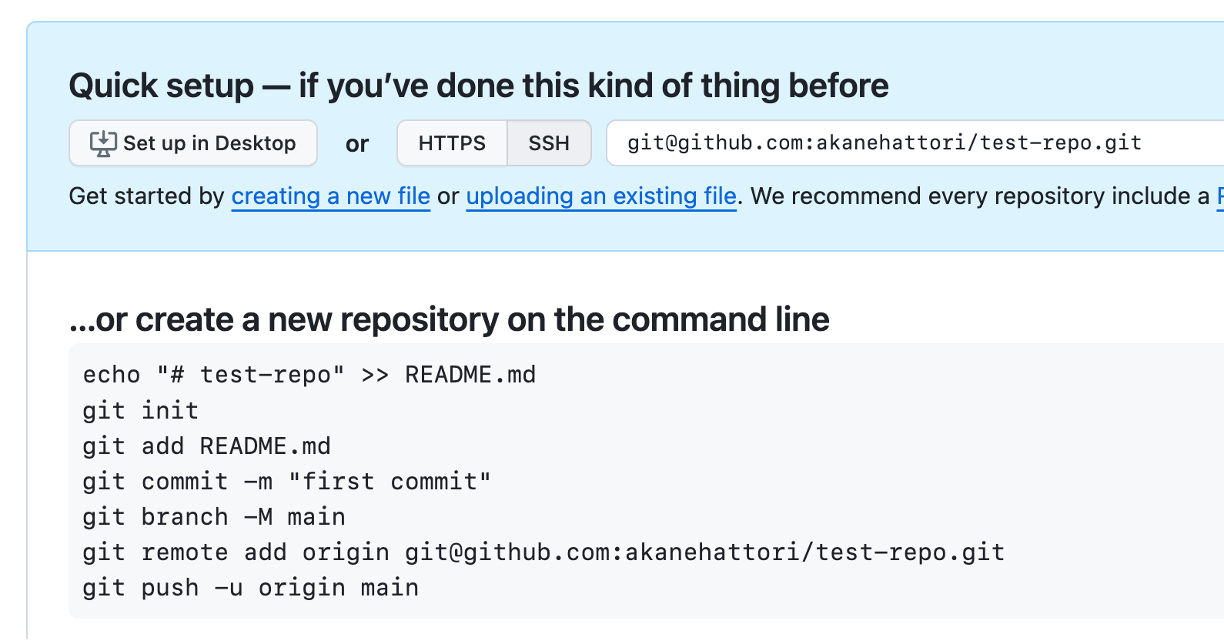 Quick setup — if you’ve done this kind of thing before
Set up in Desktop or HTTPS SSH git@github.com:akanehattori/test-repo.git
Get started by creating a new file or uploading an existing file. We recommend every repository include a
...or create a new repository on the command line
echo "# test-repo" >> README.md
git init
git add README.md
git commit -m "first commit"
git branch -M main
git remote add origin git@github.com:akanehattori/test-repo.git
git push -u origin main